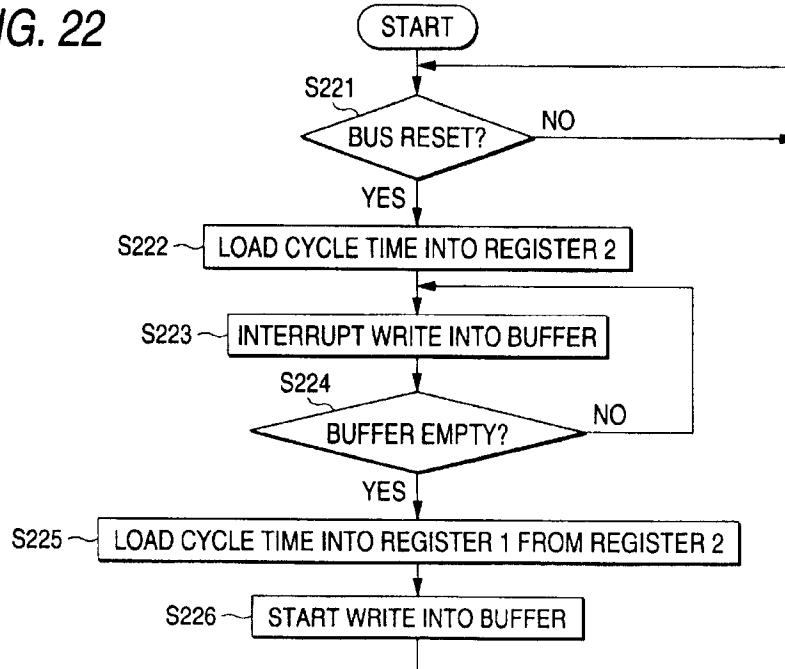 IG. 22
START
S221
BUS RESET?
NO
YES
S222
LOAD CYCLE TIME INTO REGISTER 2
S223
INTERRUPT WRITE INTO BUFFER
S224
BUFFER EMPTY?
NO
YES
S225
LOAD CYCLE TIME INTO REGISTER 1 FROM REGISTER 2
S226
START WRITE INTO BUFFER